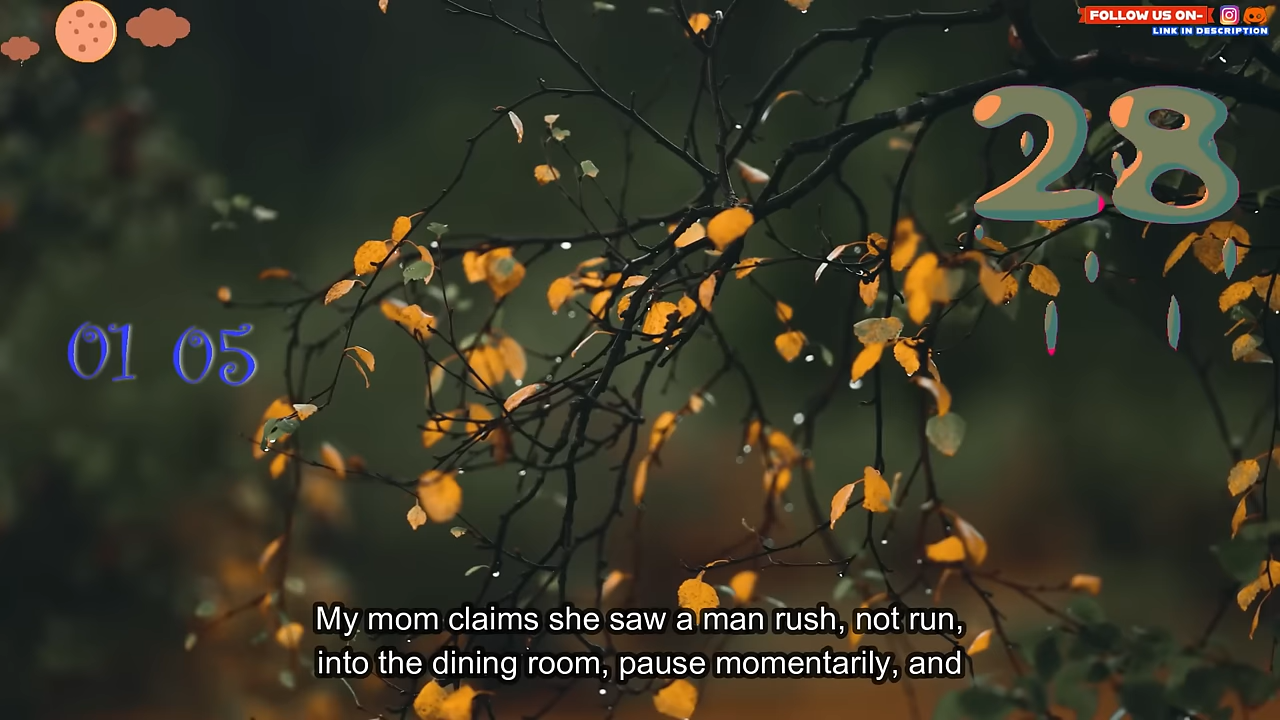 FOLLOW US ON-
LINK IN DESCRIPTION
28
01 05
My mom claims she saw a man rush, not run,
into the dining room, pause momentarily, and